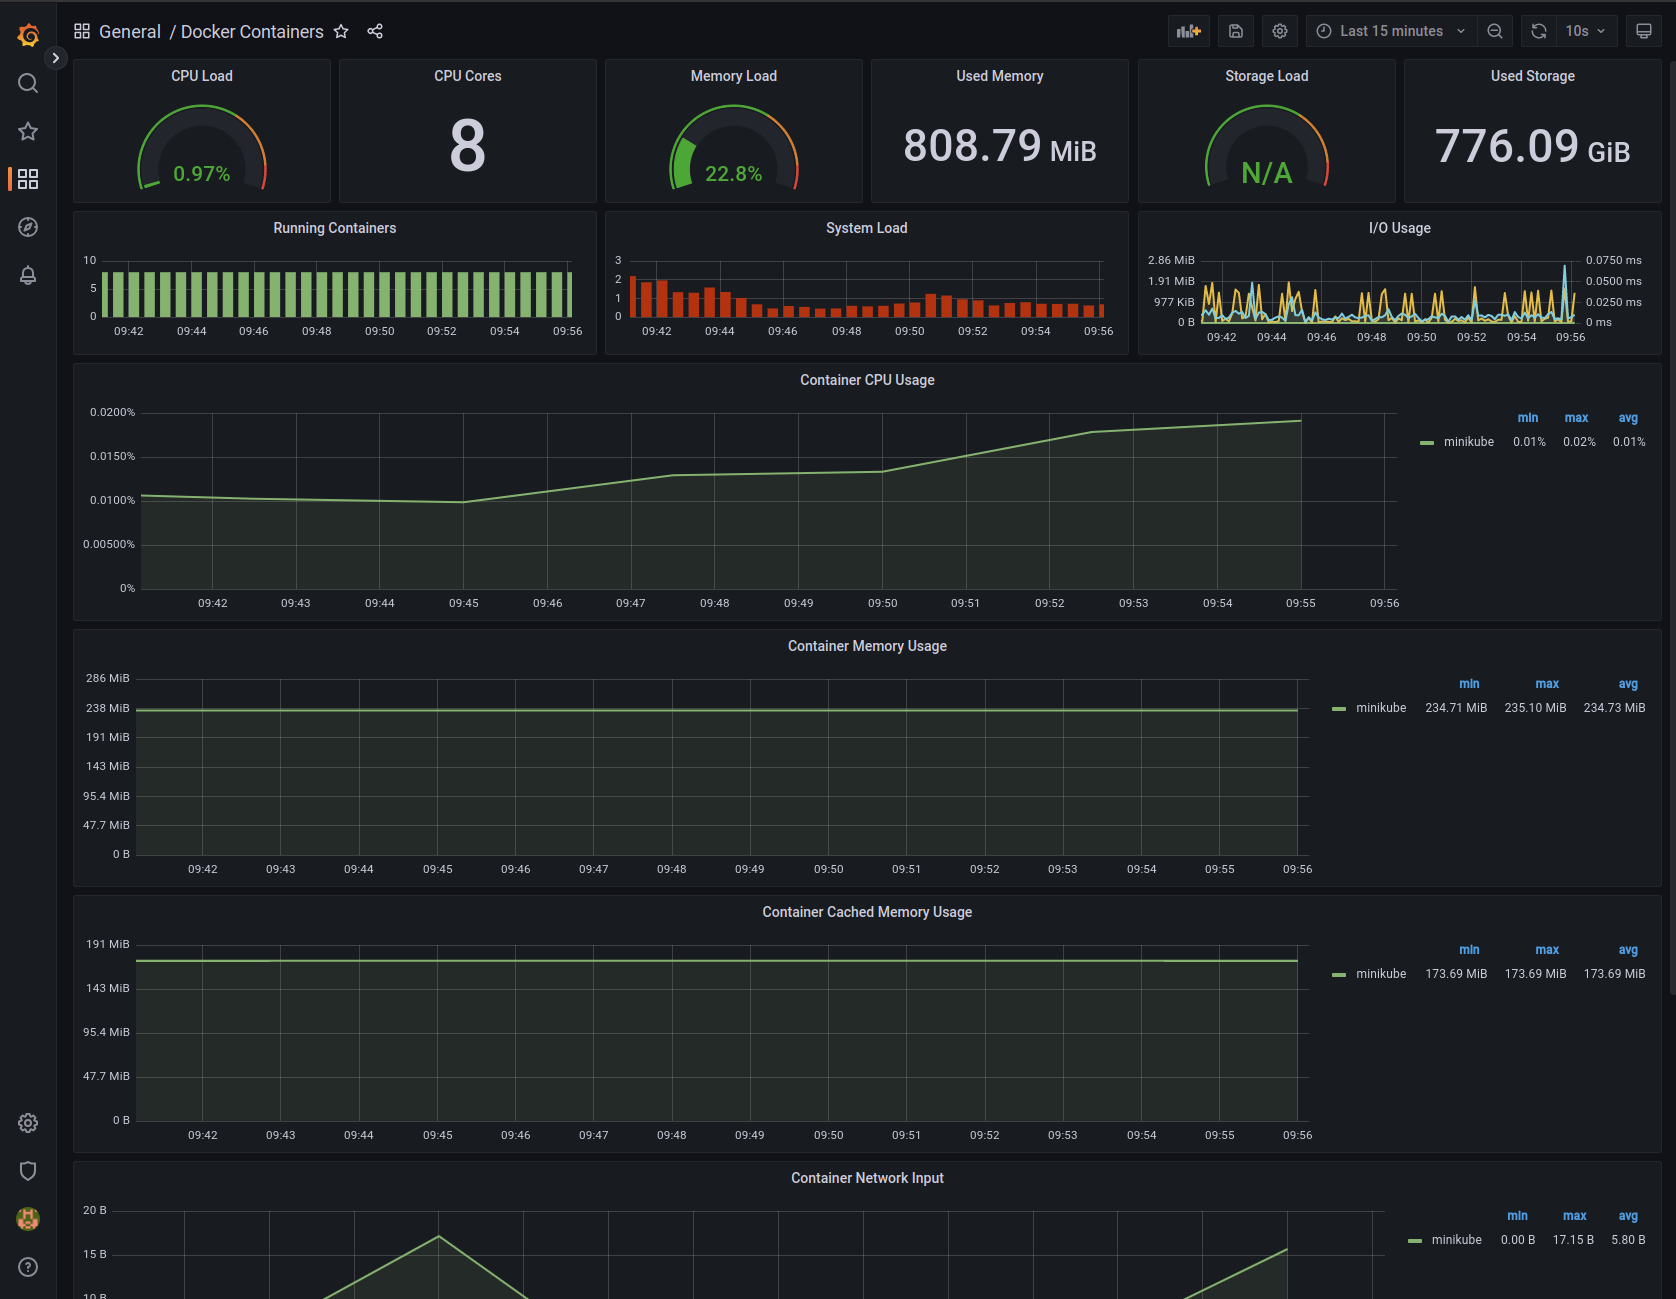 General / Docker Containers
Last 15 minutes
10s
CPU Load
CPU Cores
Memory Load
Used Memory
Storage Load
Used Storage
0.97%
8
22.8%
808.79 MiB
N/A
776.09 GiB
Running Containers
10
5
0
09:42 09:44 09:46 09:48 09:50 09:52 09:54 09:56
System Load
3
2
1
0
09:42 09:44 09:46 09:48 09:50 09:52 09:54 09:56
I/O Usage
2.86 MiB 0.0750 ms
1.91 MiB 0.0500 ms
977 KiB 0.0250 ms
0 B 0 ms
09:42 09:44 09:46 09:48 09:50 09:52 09:54 09:56
Container CPU Usage
0.0200%
0.0150%
0.0100%
0.00500%
0%
09:42 09:43 09:44 09:45 09:46 09:47 09:48 09:49 09:50 09:51 09:52 09:53 09:54 09:55 09:56
min max avg
minikube 0.01% 0.02% 0.01%
Container Memory Usage
286 MiB
238 MiB
191 MiB
143 MiB
95.4 MiB
47.7 MiB
0 B
09:42 09:43 09:44 09:45 09:46 09:47 09:48 09:49 09:50 09:51 09:52 09:53 09:54 09:55 09:56
min max avg
minikube 234.71 MiB 235.10 MiB 234.73 MiB
Container Cached Memory Usage
191 MiB
143 MiB
95.4 MiB
47.7 MiB
0 B
09:42 09:43 09:44 09:45 09:46 09:47 09:48 09:49 09:50 09:51 09:52 09:53 09:54 09:55 09:56
min max avg
minikube 173.69 MiB 173.69 MiB 173.69 MiB
Container Network Input
20 B
15 B
10 B
min max avg
minikube 0.00 B 17.15 B 5.80 B